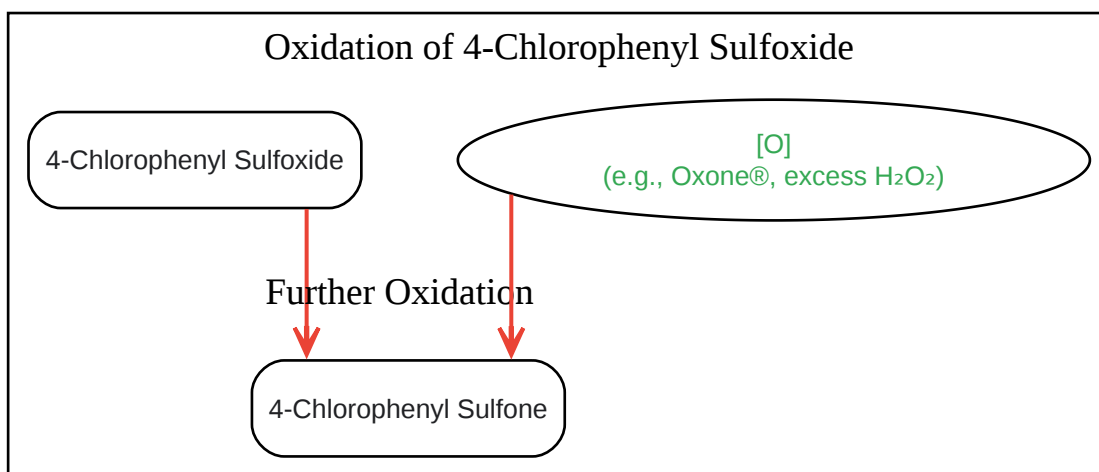 Oxidation of 4-Chlorophenyl Sulfoxide
4-Chlorophenyl Sulfoxide
[O]
(e.g., Oxone®, excess H₂O₂)
Further Oxidation
4-Chlorophenyl Sulfone